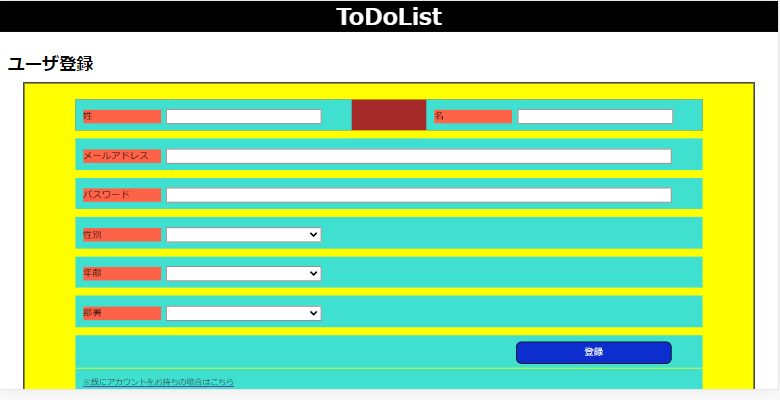 ToDoList
ユーザ登録
姓 名
メールアドレス
パスワード
性別
年齢
部署
登録
※既にアカウントをお持ちの場合はこちら